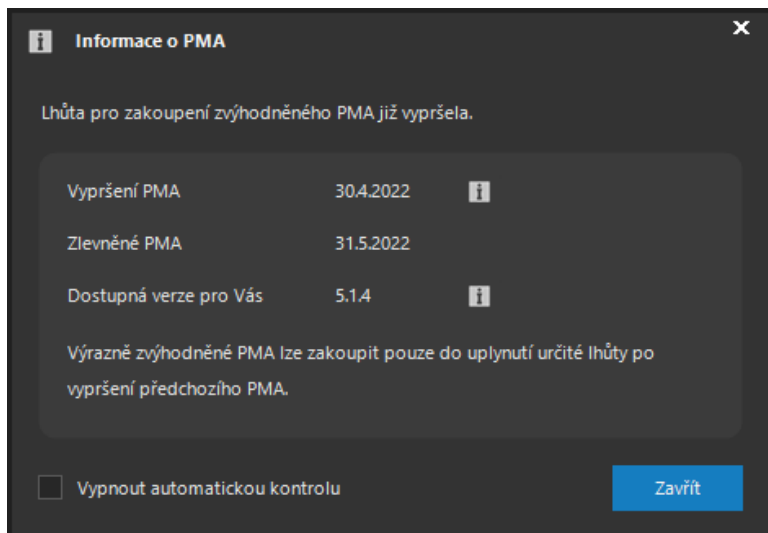 Informace o PMA
Lhůta pro zakoupení zvýhodněného PMA již vypršela.
Vypršení PMA 30.4.2022
Zlevněné PMA 31.5.2022
Dostupná verze pro Vás 5.1.4
Výrazně zvýhodněné PMA lze zakoupit pouze do uplynutí určité lhůty po
vypršení předchozího PMA.
Vypnout automatickou kontrolu Zavřít